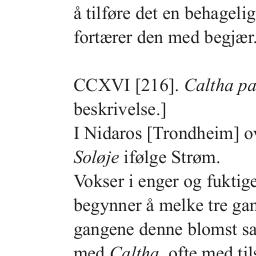 å tilføre det en behagelig
fortærer den med begjær.
CCXVI [216]. Caltha pa
beskrivelse.]
I Nidaros [Trondheim] ov
Soløje ifølge Strøm.
Vokser i enger og fuktige
begynner å melke tre gan
gangene denne blomst sa
med Caltha, ofte med tils